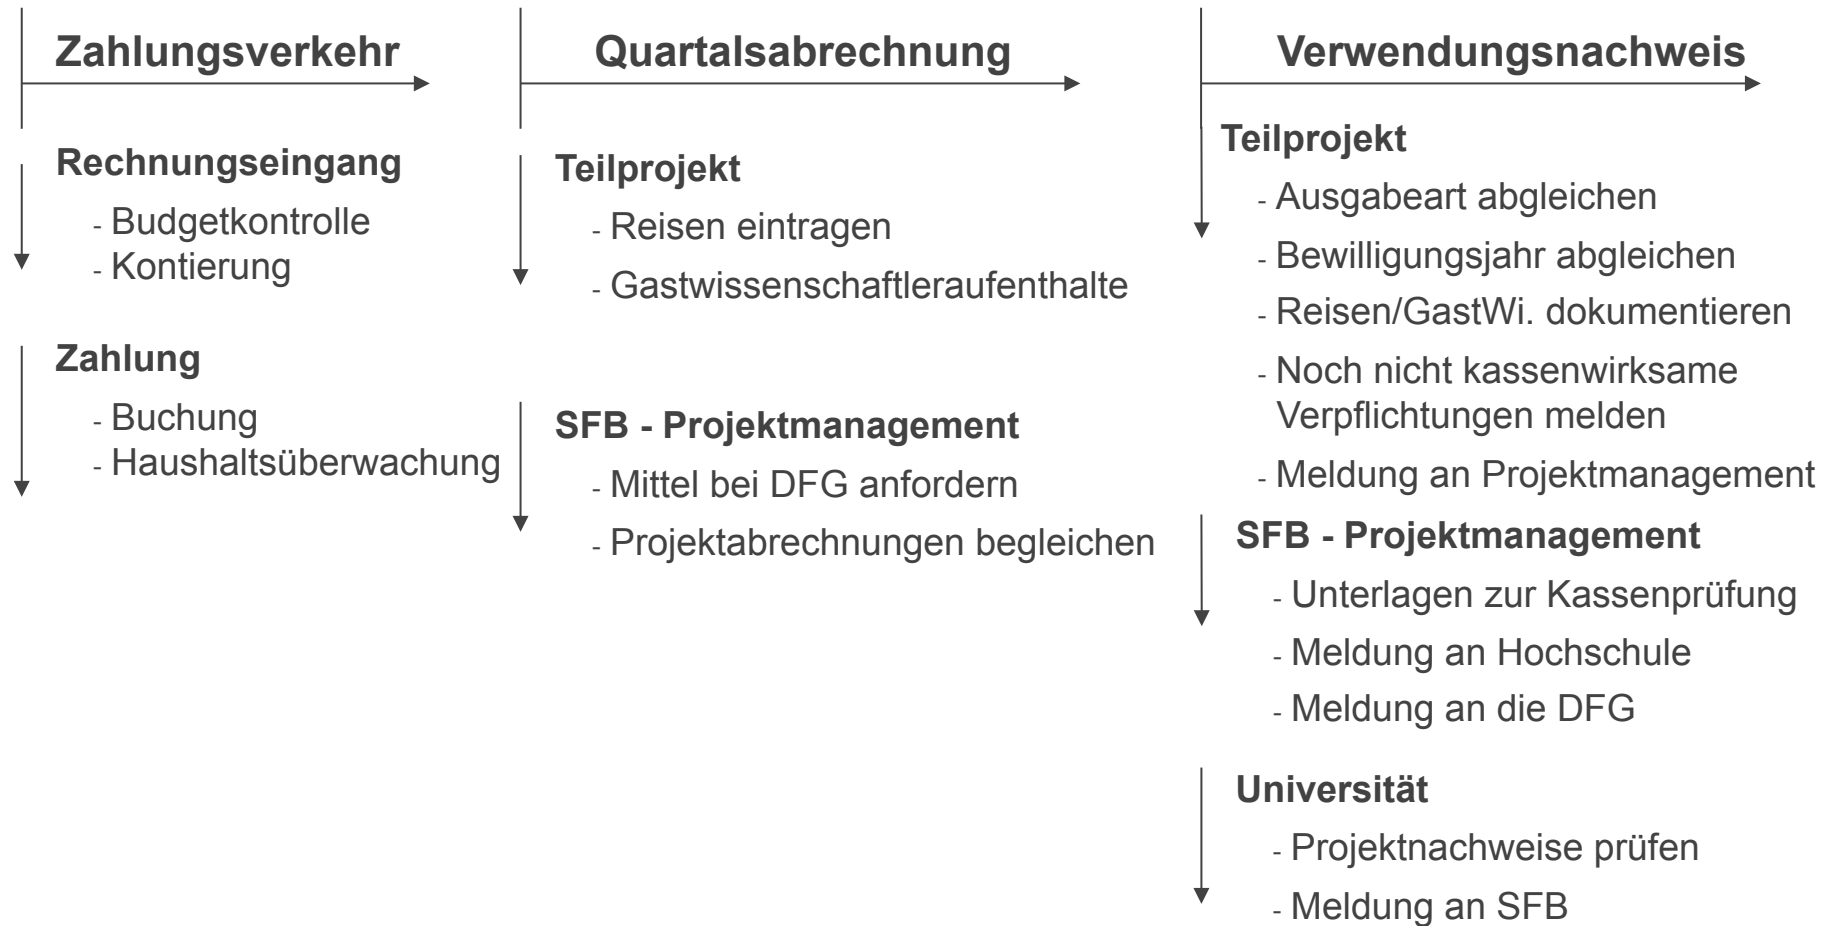 Zahlungsverkehr
Rechnungseingang
- Budgetkontrolle
- Kontierung
Zahlung
- Buchung
- Haushaltsüberwachung
Quartalsabrechnung
Teilprojekt
- Reisen eintragen
- Gastwissenschaftleraufenthalte
SFB - Projektmanagement
- Mittel bei DFG anfordern
- Projektabrechnungen begleichen
Verwendungsnachweis
Teilprojekt
- Ausgabeart abgleichen
- Bewilligungsjahr abgleichen
- Reisen/GastWi. dokumentieren
- Noch nicht kassenwirksame
Verpflichtungen melden
- Meldung an Projektmanagement
SFB - Projektmanagement
- Unterlagen zur Kassenprüfung
- Meldung an Hochschule
- Meldung an die DFG
Universität
- Projektnachweise prüfen
- Meldung an SFB